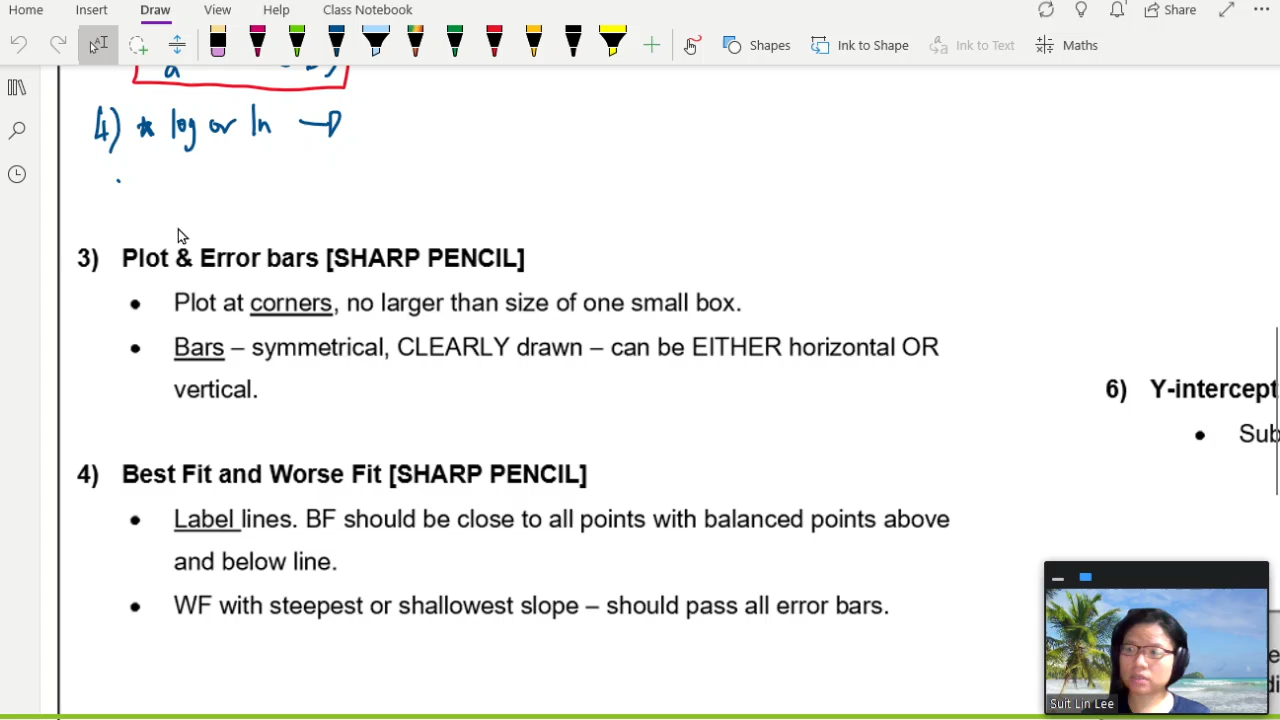 Home Insert Draw View Help Class Notebook Share
Shapes Ink to Shape Ink to Text Maths
a
4) * log or ln →
3) Plot & Error bars [SHARP PENCIL]
• Plot at corners, no larger than size of one small box.
• Bars – symmetrical, CLEARLY drawn – can be EITHER horizontal OR
vertical.
6) Y-intercept
• Sub
4) Best Fit and Worse Fit [SHARP PENCIL]
• Label lines. BF should be close to all points with balanced points above
and below line.
• WF with steepest or shallowest slope – should pass all error bars.
Suit Lin Lee